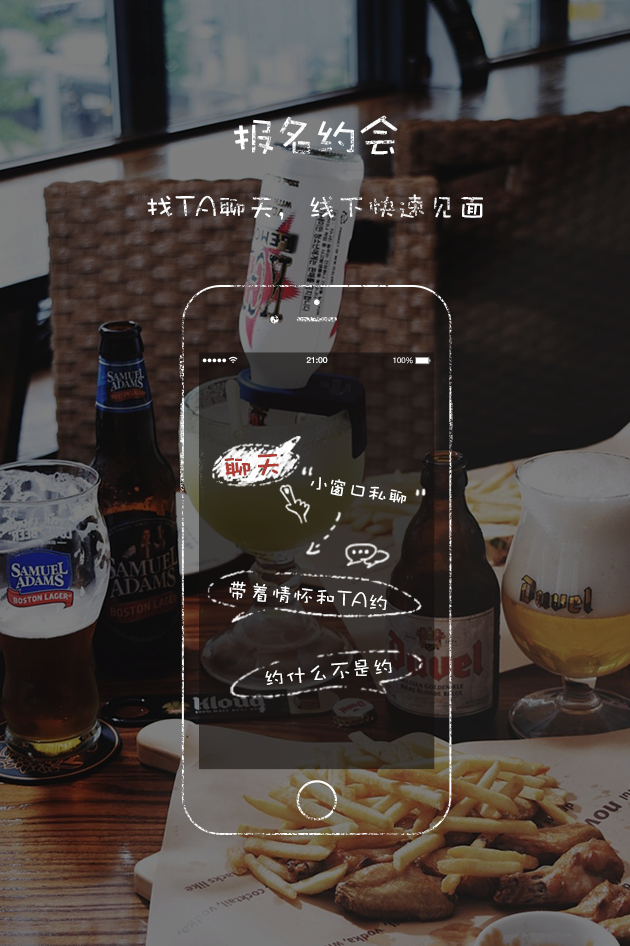 报名约会
找TA聊天，线下快速见面
21:00
100%
聊天
“小窗口私聊”
带着情怀和TA约
约什么不是约
SAMUEL
ADAMS
SAMUEL
ADAMS
BOSTON LAGER
SAMUEL
ADAMS
Duvel
Duvel
Kloud